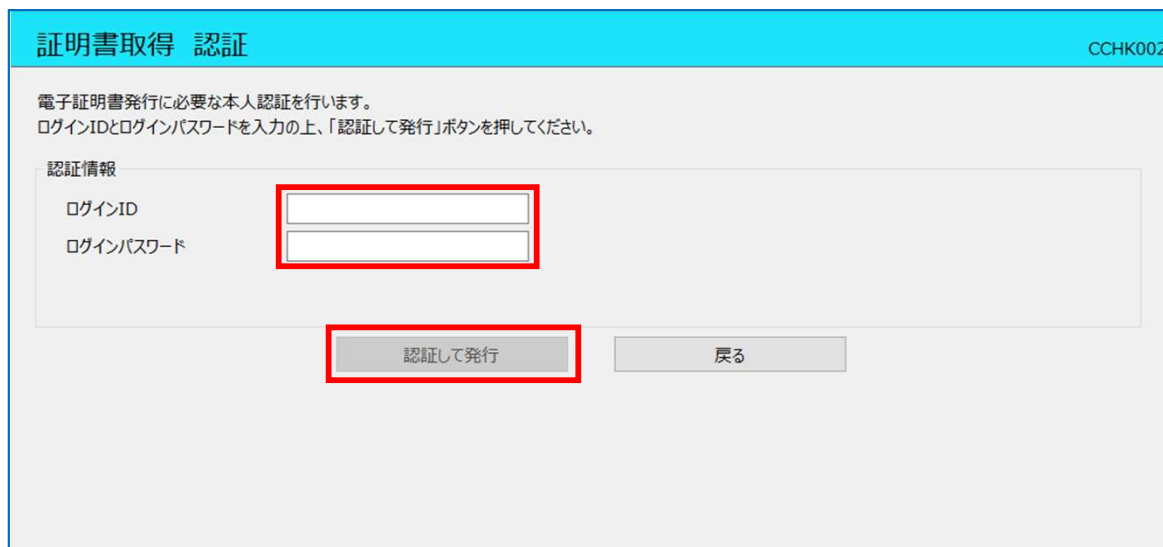 証明書取得 認証
CCHK002
電子証明書発行に必要な本人認証を行います。
ログインIDとログインパスワードを入力の上、「認証して発行」ボタンを押してください。
認証情報
ログインID
ログインパスワード
認証して発行
戻る